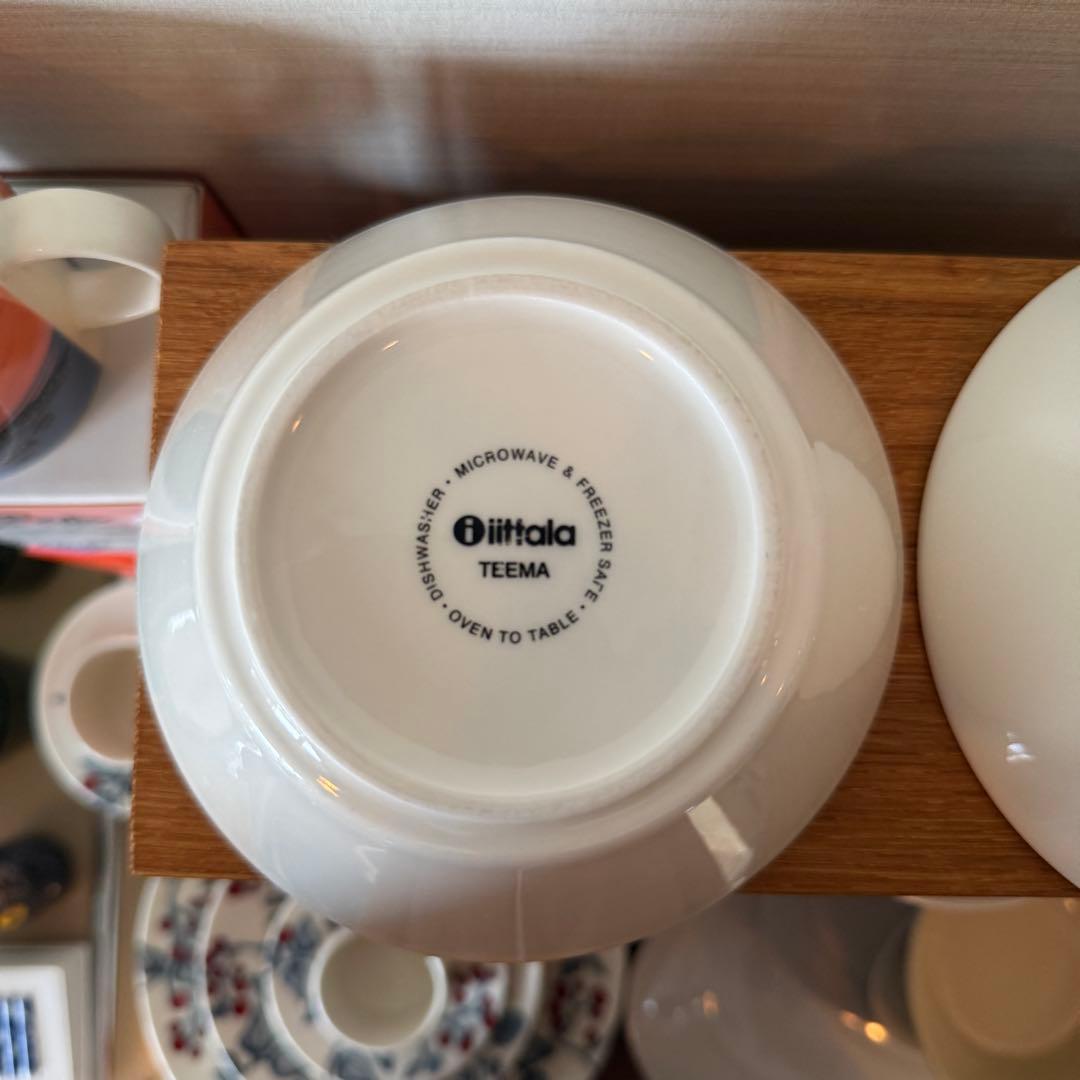 MICROWAVE & FREEZER SAFE • OVEN TO TABLE • DISHWASHER •
iittala
TEEMA